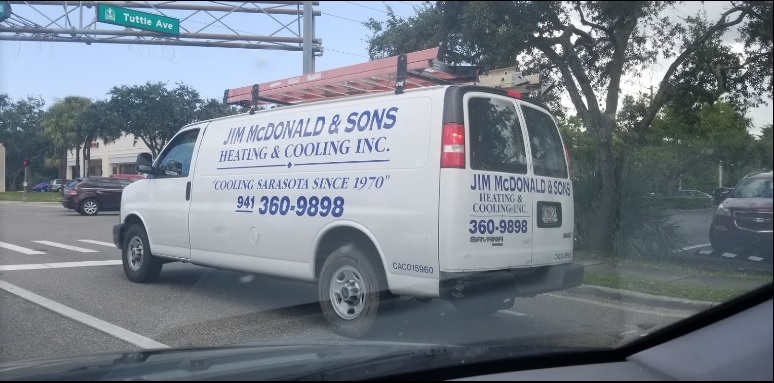 Tuttle Ave
JIM McDONALD & SONS
HEATING & COOLING INC.
"COOLING SARASOTA SINCE 1970"
941 360-9898
CAC015960
JIM McDONALD & SONS
HEATING &
COOLING INC.
360-9898
SAVANA
GMC